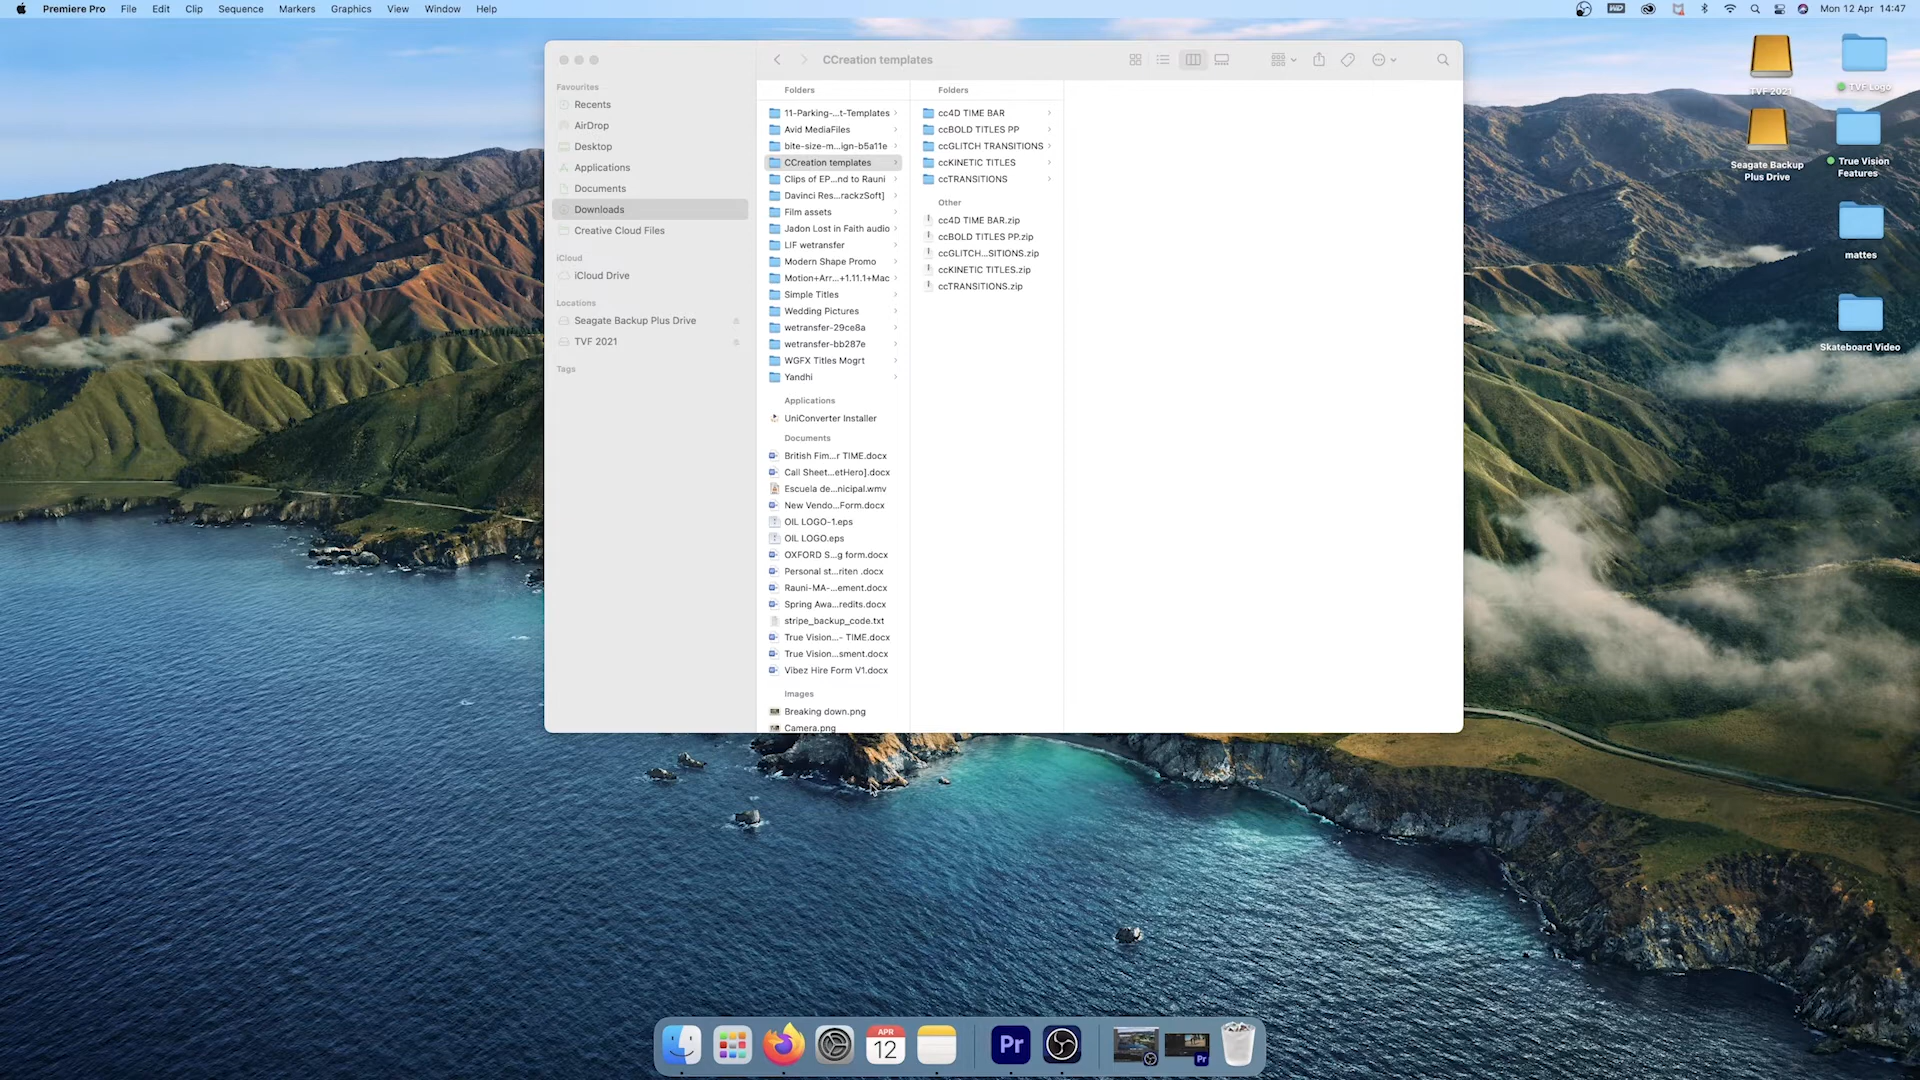 Premiere Pro File Edit Clip Sequence Markers Graphics View Window Help
WD
Mon 12 Apr 14:47
CCreation templates
Favourites
Recents
AirDrop
Desktop
Applications
Documents
Downloads
Creative Cloud Files
iCloud
iCloud Drive
Locations
Seagate Backup Plus Drive
TVF 2021
Tags
Folders
11-Parking-...t-Templates
Avid MediaFiles
bite-size-m...ign-b5a11e
CCreation templates
Clips of EP...nd to Rauni
Davinci Res...rackzSoft]
Film assets
Jadon Lost in Faith audio
LIF wetransfer
Modern Shape Promo
Motion+Arr...+1.11.1+Mac
Simple Titles
Wedding Pictures
wetransfer-29ce8a
wetransfer-bb287e
WGFX Titles Mogrt
Yandhi
Applications
UniConverter Installer
Documents
British Fim...r TIME.docx
Call Sheet...etHero].docx
Escuela de...nicipal.wmv
New Vendo...Form.docx
OIL LOGO-1.eps
OIL LOGO.eps
OXFORD S...g form.docx
Personal st...riten .docx
Rauni-MA-...ement.docx
Spring Awa...redits.docx
stripe_backup_code.txt
True Vision...- TIME.docx
True Vision...sment.docx
Vibez Hire Form V1.docx
Images
Breaking down.png
Camera.png
Folders
cc4D TIME BAR
ccBOLD TITLES PP
ccGLITCH TRANSITIONS
ccKINETIC TITLES
ccTRANSITIONS
Other
cc4D TIME BAR.zip
ccBOLD TITLES PP.zip
ccGLITCH...SITIONS.zip
ccKINETIC TITLES.zip
ccTRANSITIONS.zip
TVF 2021
TVF Logo
Seagate Backup
Plus Drive
True Vision
Features
mattes
Skateboard Video
APR
12
Pr
Pr